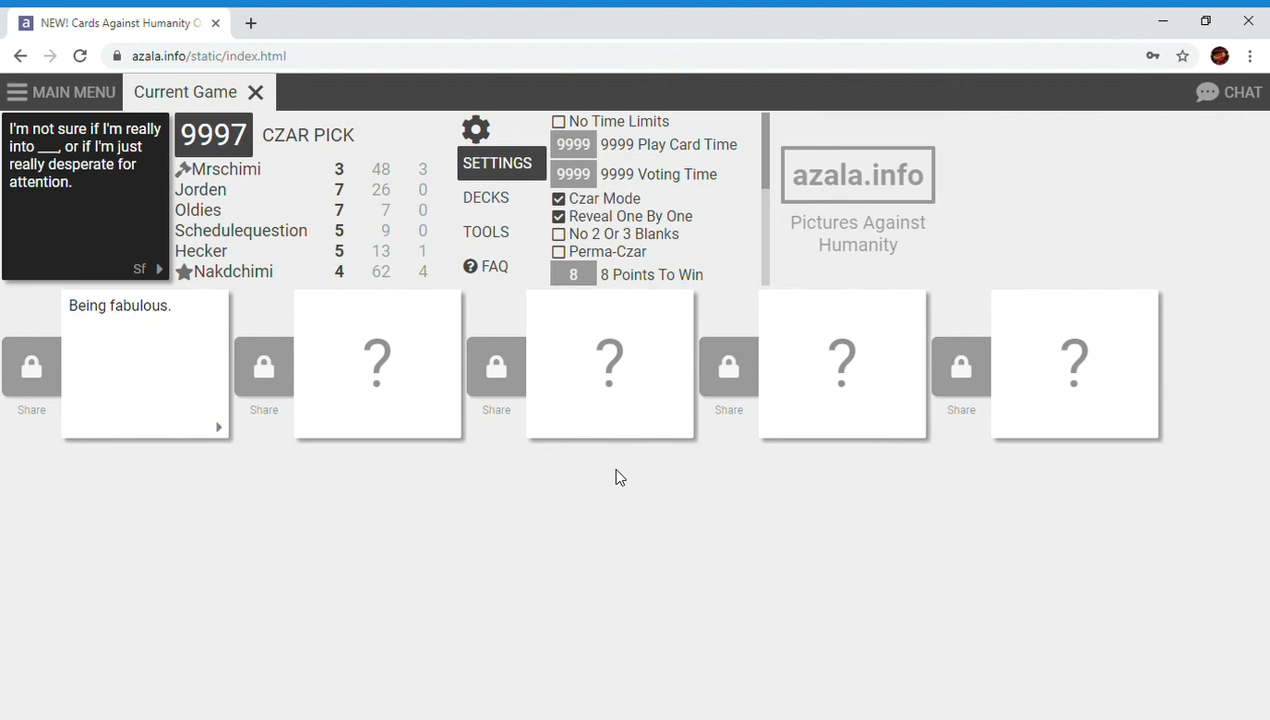 NEW! Cards Against Humanity O
azala.info/static/index.html
MAIN MENU
Current Game
CHAT
I'm not sure if I'm really
into ___, or if I'm just
really desperate for
attention.
Sf
9997 CZAR PICK
Mrschimi 3 48 3
Jorden 7 26 0
Oldies 7 7 0
Schedulequestion 5 9 0
Hecker 5 13 1
Nakdchimi 4 62 4
SETTINGS
DECKS
TOOLS
FAQ
No Time Limits
9999 9999 Play Card Time
9999 9999 Voting Time
Czar Mode
Reveal One By One
No 2 Or 3 Blanks
Perma-Czar
8 8 Points To Win
azala.info
Pictures Against
Humanity
Being fabulous.
? ? ? ?
Share Share Share Share Share